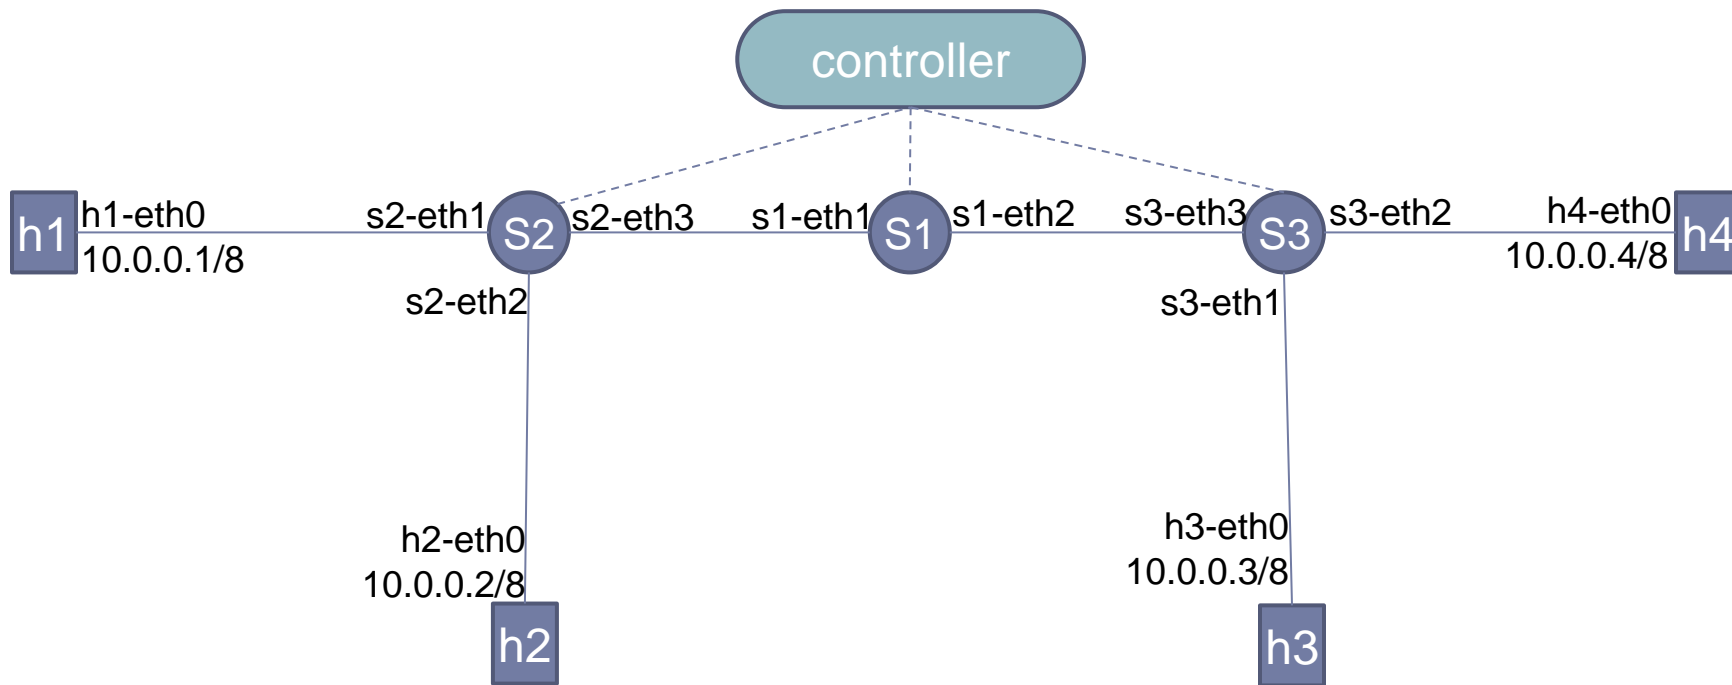 controller
h1
h1-eth0
10.0.0.1/8
s2-eth1
S2
s2-eth3
s2-eth2
s1-eth1
S1
s1-eth2
s3-eth3
S3
s3-eth2
s3-eth1
h4-eth0
10.0.0.4/8
h4
h2-eth0
10.0.0.2/8
h2
h3-eth0
10.0.0.3/8
h3